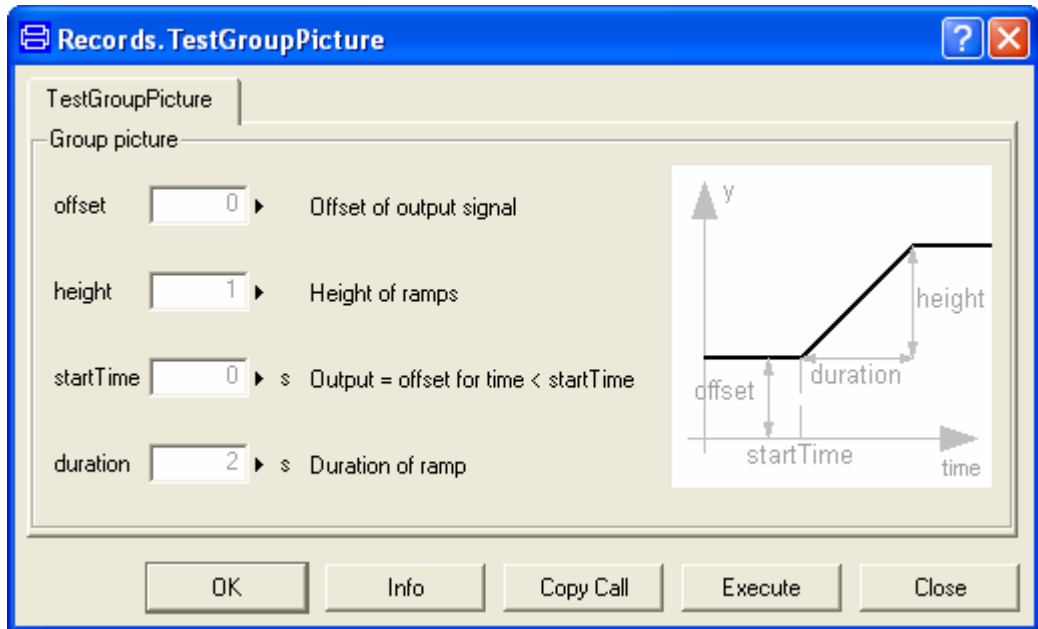 Records.TestGroupPicture
TestGroupPicture
Group picture
offset 0 Offset of output signal
height 1 Height of ramps
startTime 0 s Output = offset for time < startTime
duration 2 s Duration of ramp
y
height
duration
offset
startTime
time
OK Info Copy Call Execute Close